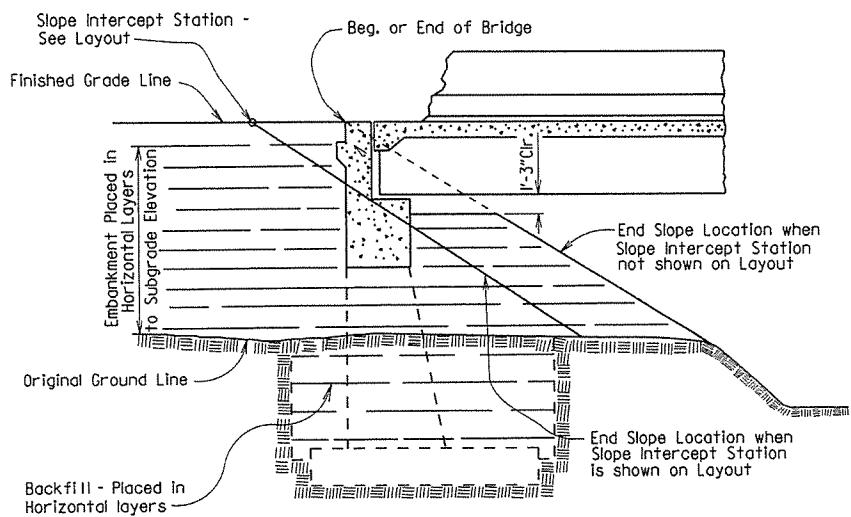 Slope Intercept Station -
See Layout
Beg. or End of Bridge
Finished Grade Line
Embankment Placed In
Horizontal Layers
to Subgrade Elevation
1'-3"Clr
End Slope Location when
Slope Intercept Station
not shown on Layout
Original Ground Line
End Slope Location when
Slope Intercept Station
is shown on Layout
Backfill - Placed in
Horizontal layers